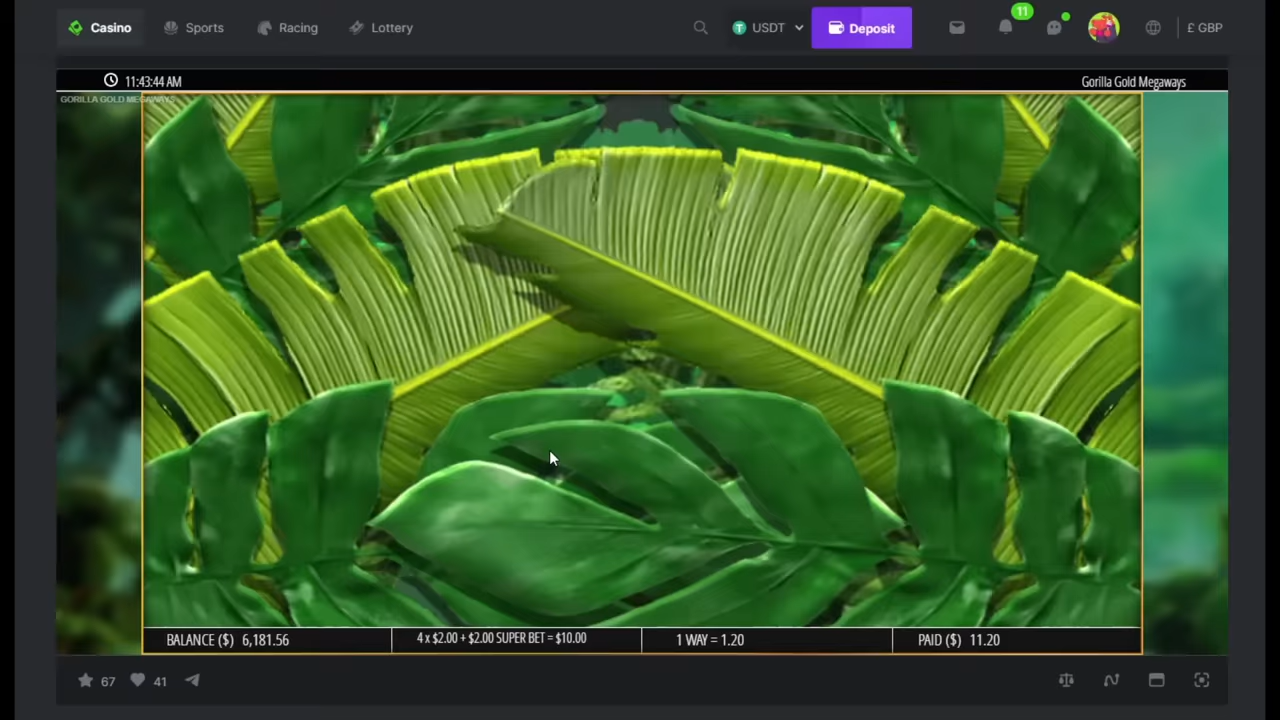 Casino Sports Racing Lottery USDT Deposit 11 £ GBP
11:43:44 AM Gorilla Gold Megaways
GORILLA GOLD MEGAWAYS
BALANCE ($) 6,181.56 4 x $2.00 + $2.00 SUPER BET = $10.00 1 WAY = 1.20 PAID ($) 11.20
67 41